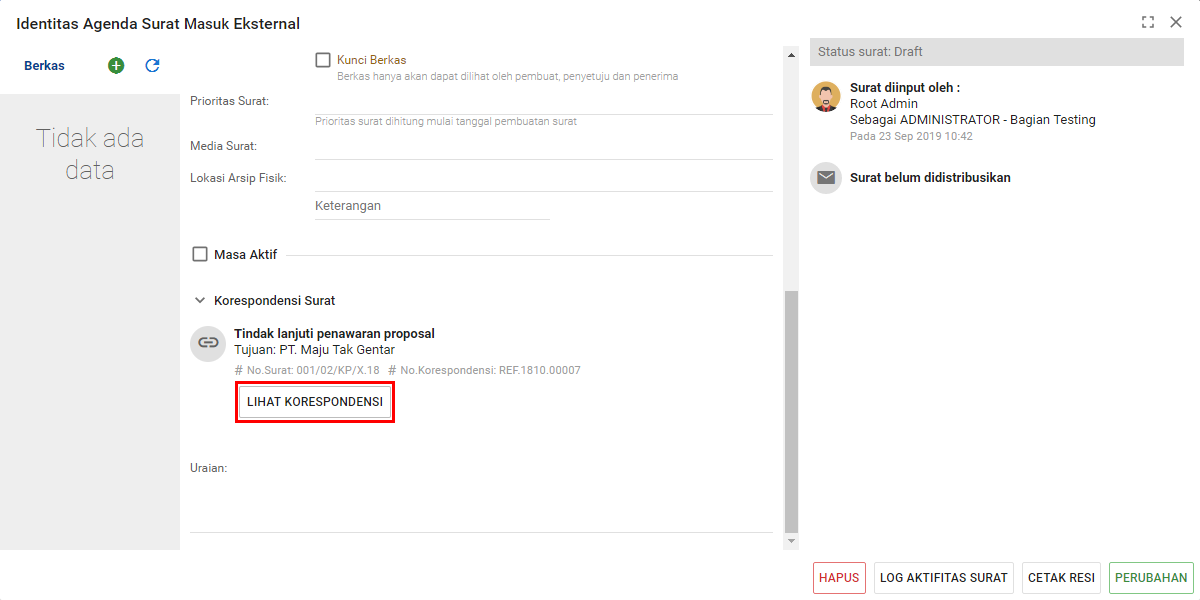 Identitas Agenda Surat Masuk Eksternal
Berkas
Tidak ada
data
Kunci Berkas
Berkas hanya akan dapat dilihat oleh pembuat, penyetuju dan penerima
Prioritas Surat:
Prioritas surat dihitung mulai tanggal pembuatan surat
Media Surat:
Lokasi Arsip Fisik:
Keterangan
Masa Aktif
Korespondensi Surat
Tindak lanjuti penawaran proposal
Tujuan: PT. Maju Tak Gentar
# No.Surat: 001/02/KP/X.18 # No.Korespondensi: REF.1810.00007
LIHAT KORESPONDENSI
Uraian:
Status surat: Draft
Surat diinput oleh :
Root Admin
Sebagai ADMINISTRATOR - Bagian Testing
Pada 23 Sep 2019 10:42
Surat belum didistribusikan
HAPUS
LOG AKTIFITAS SURAT
CETAK RESI
PERUBAHAN